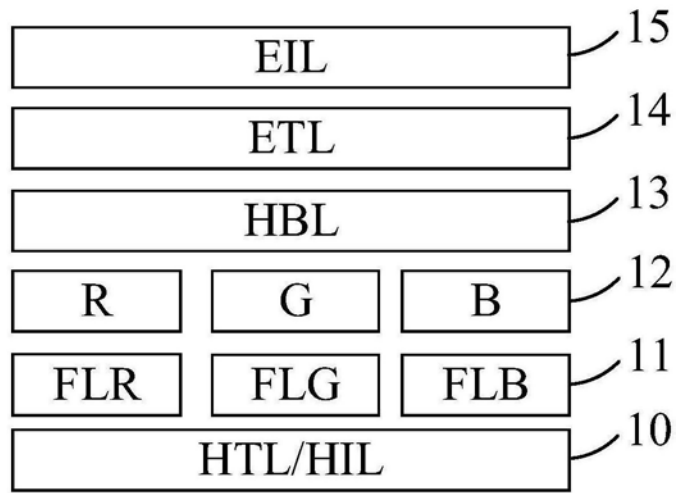 EIL 15
ETL 14
HBL 13
R G B 12
FLR FLG FLB 11
HTL/HIL 10